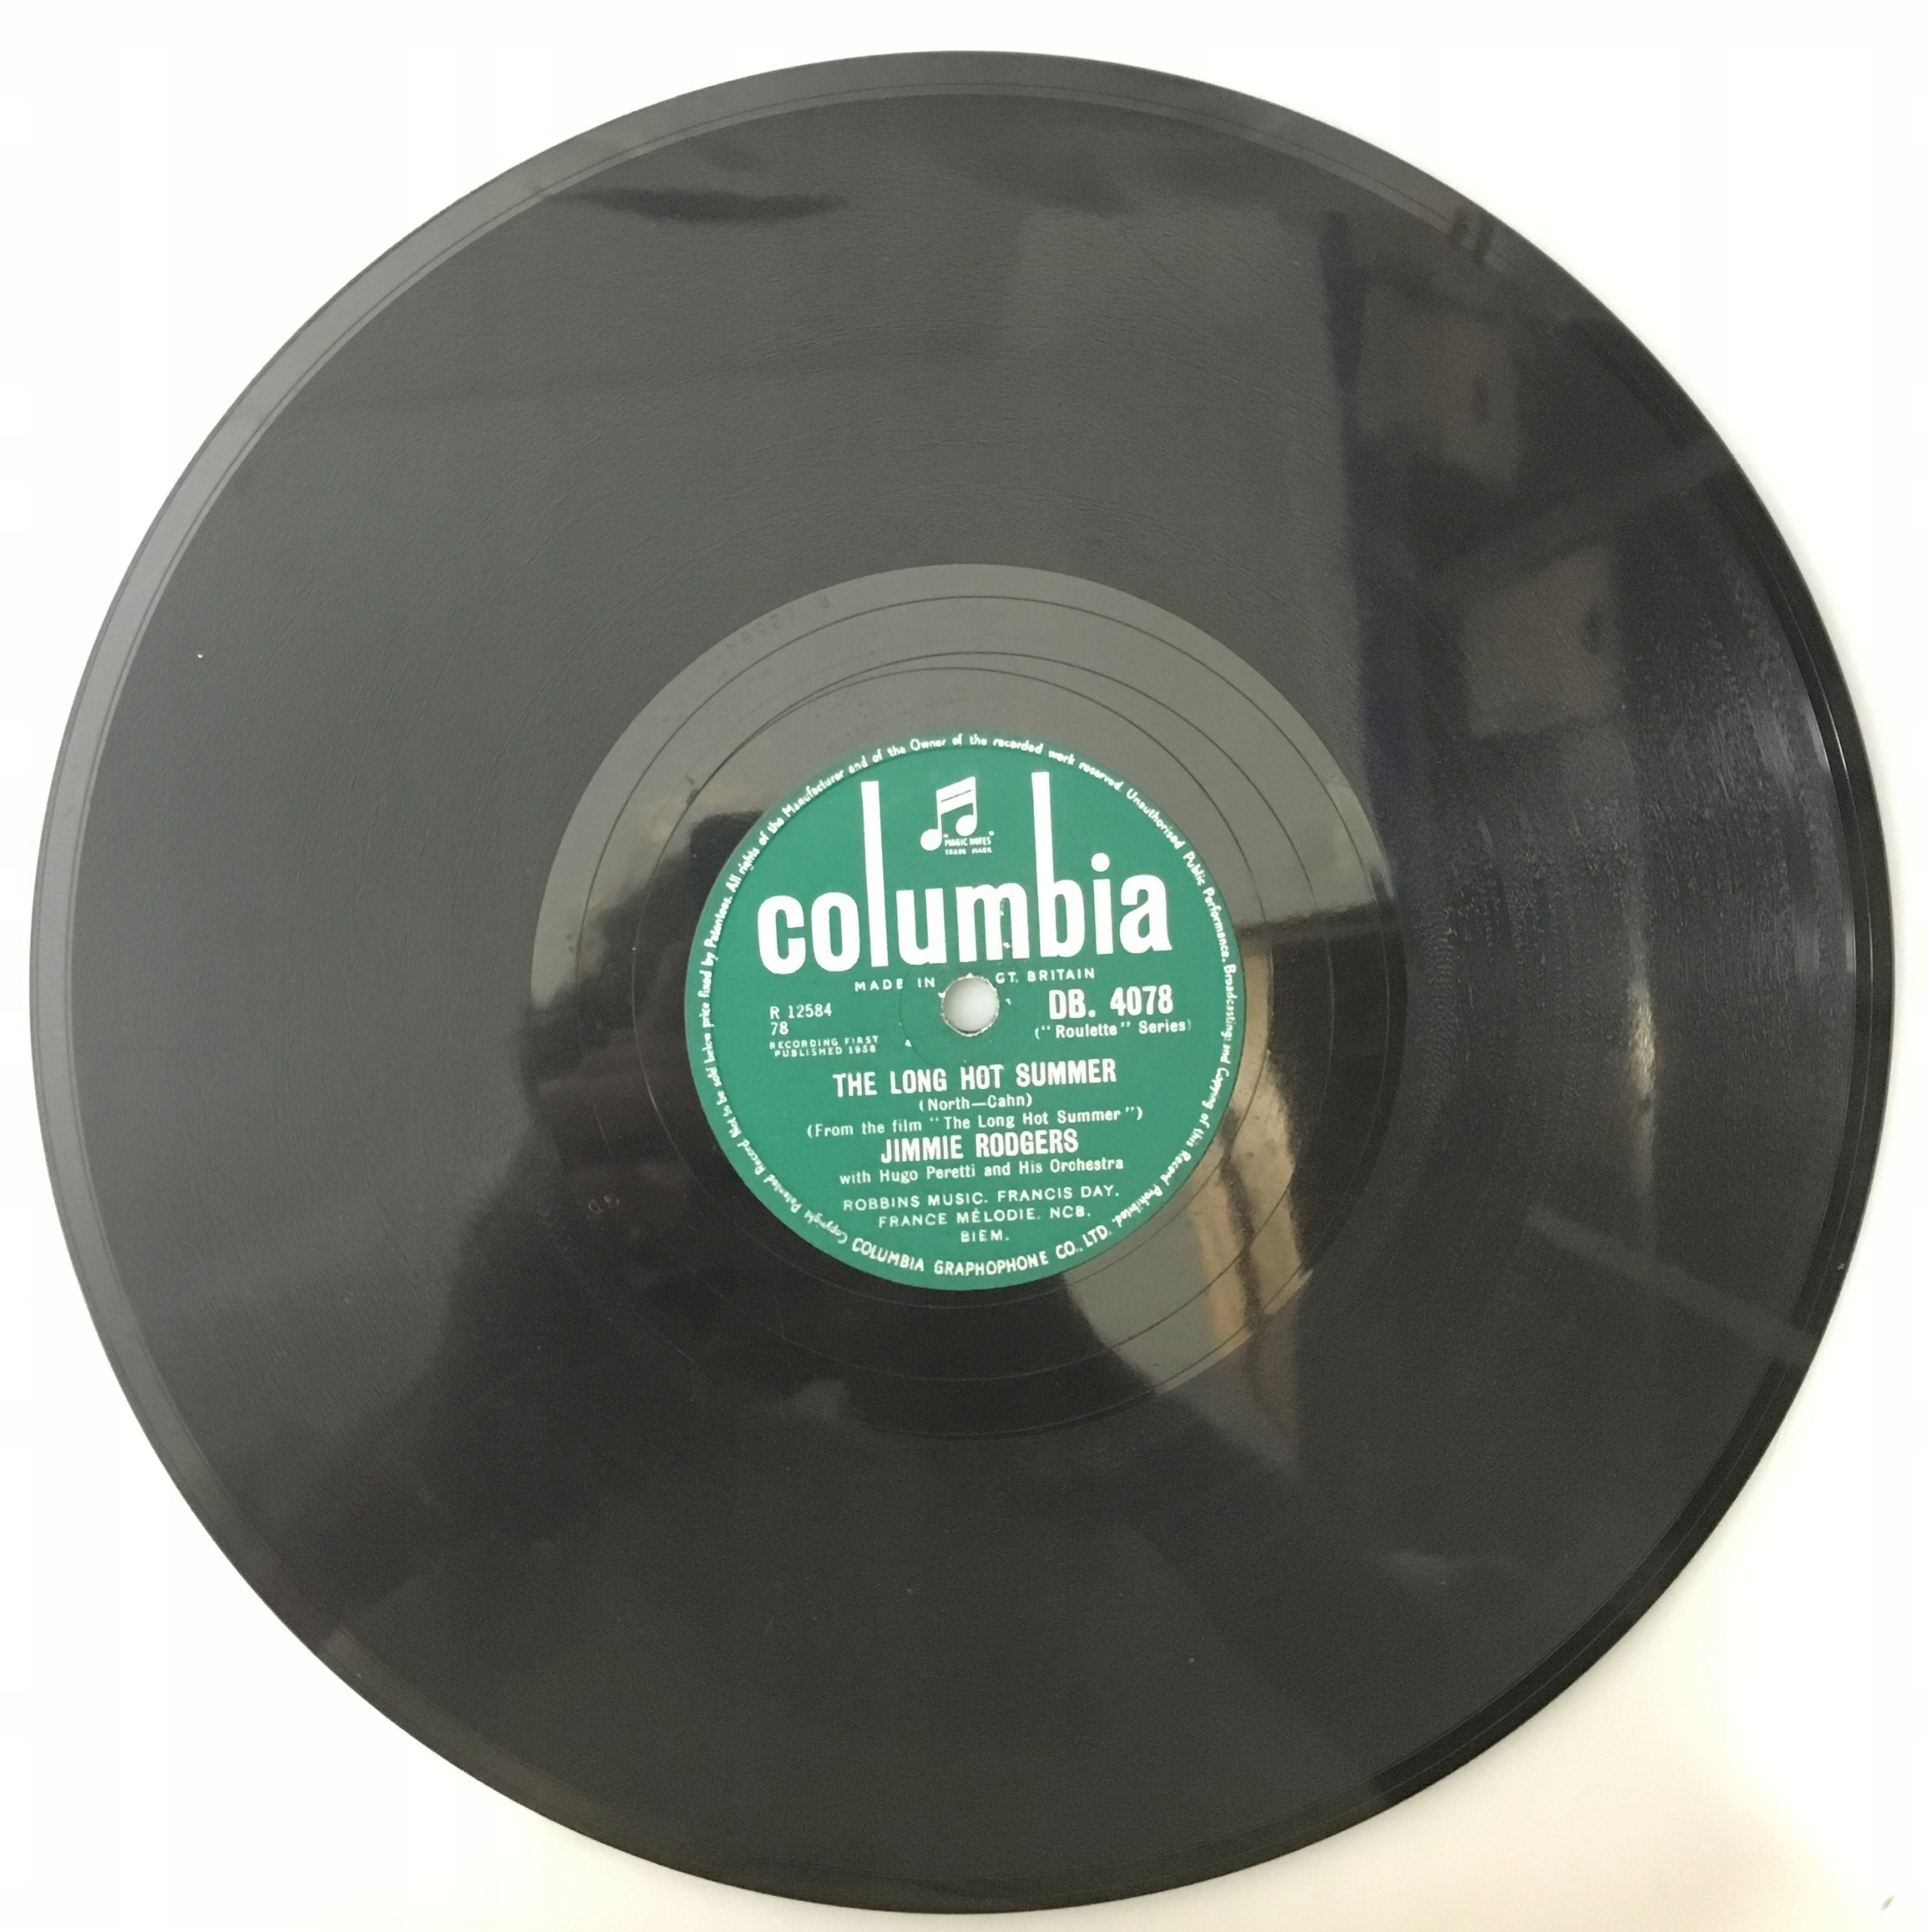 "MAGIC NOTES"
TRADE MARK
columbia
MADE IN GT. BRITAIN
R 12584
78
RECORDING FIRST
PUBLISHED 1958
DB. 4078
("Roulette" Series)
THE LONG HOT SUMMER
(North—Cahn)
(From the film "The Long Hot Summer")
JIMMIE RODGERS
with Hugo Peretti and His Orchestra
ROBBINS MUSIC. FRANCIS DAY.
FRANCE MÉLODIE. NCB.
BIEM.
COLUMBIA GRAPHOPHONE CO. LTD.
Copyright Patented Record. Not to be sold below price fixed by Patentees. All rights of the Manufacturer and of the Owner of the recorded work reserved. Unauthorised Public Performance, Broadcasting and Copying of this Record Prohibited.
R 12584